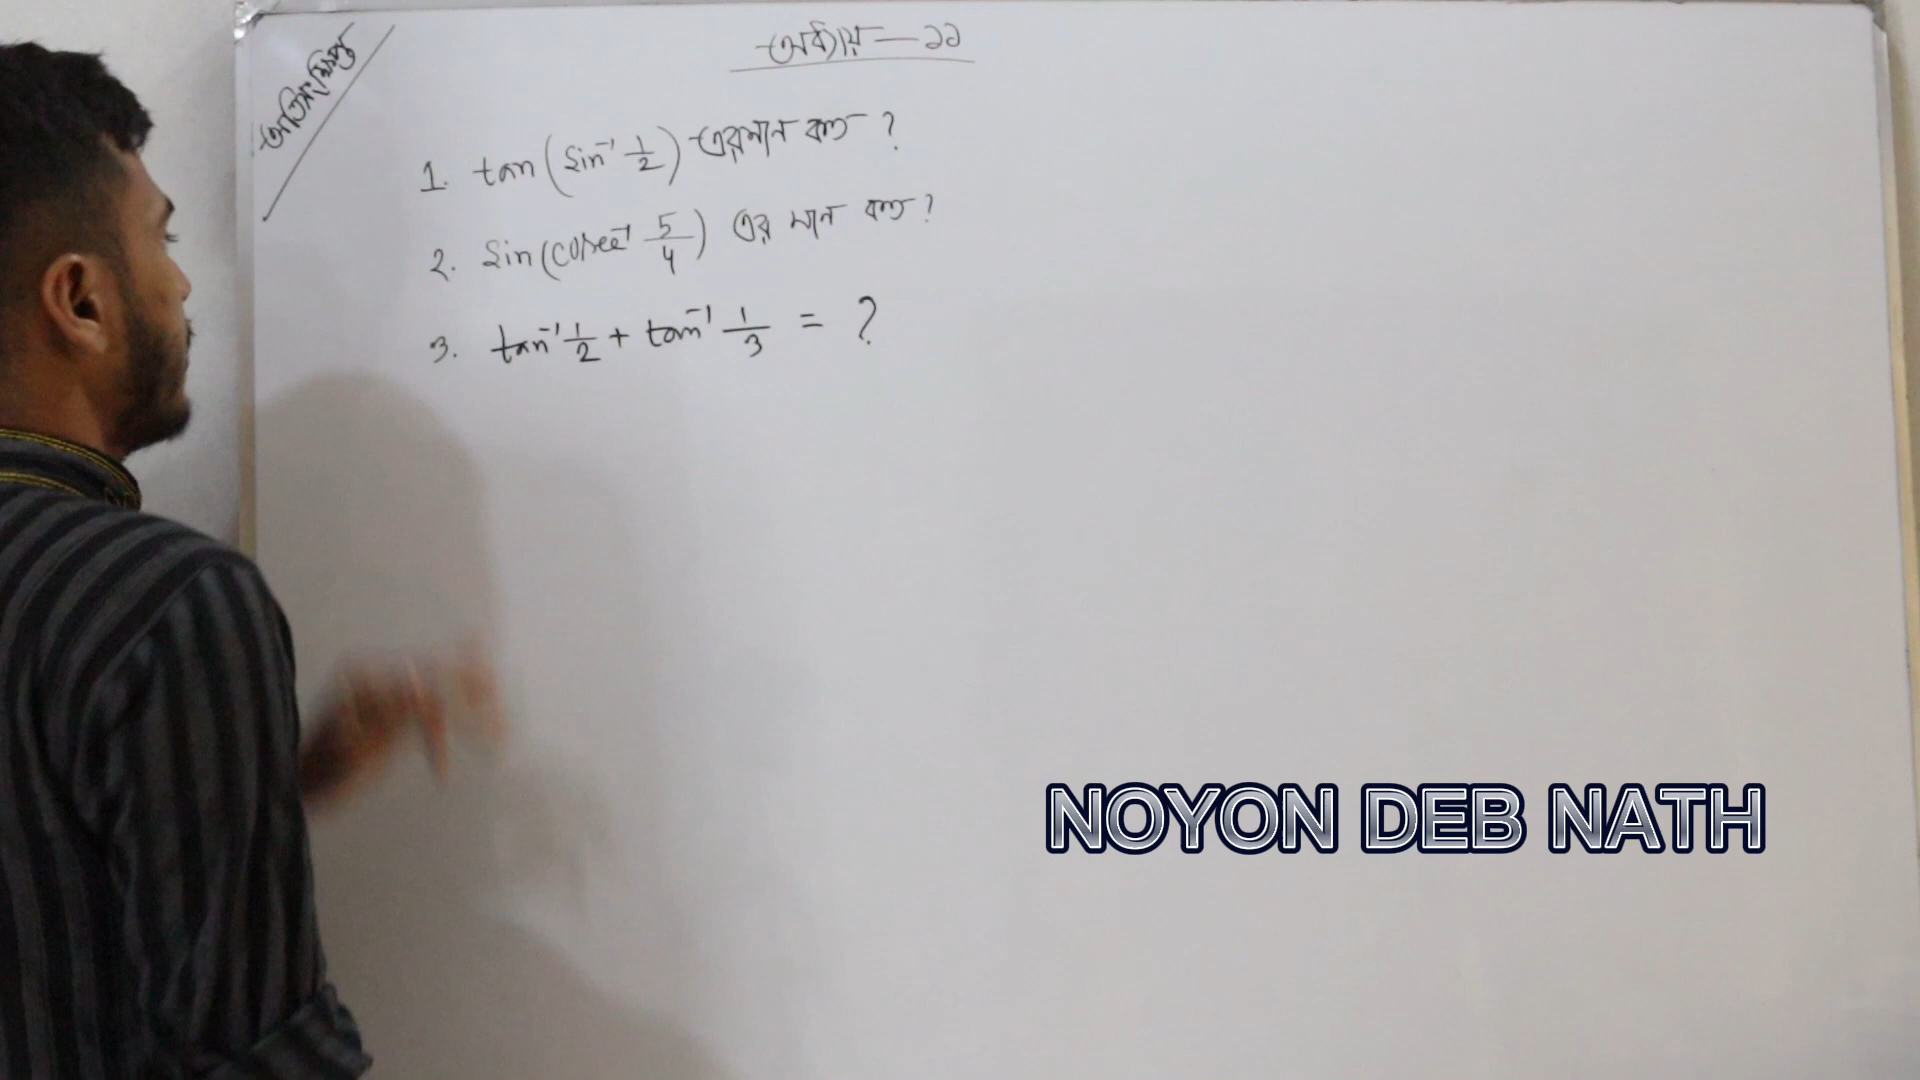 অতিসংক্ষিপ্ত
অধ্যায় — ১১
1. tan (sin⁻¹ 1/2) এর মান কত ?
2. sin (cosec⁻¹ 5/4) এর মান কত ?
3. tan⁻¹ 1/2 + tan⁻¹ 1/3 = ?
NOYON DEB NATH